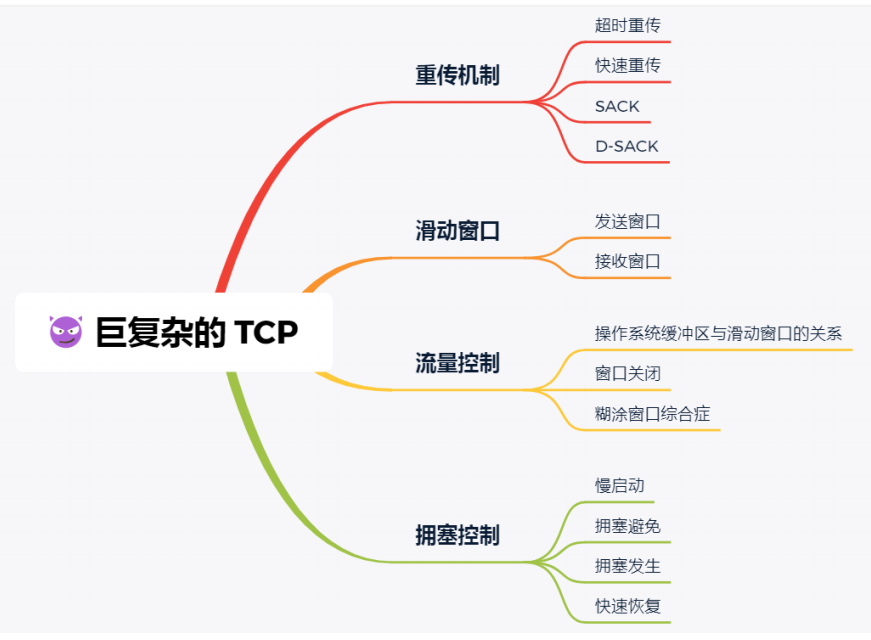 重传机制
超时重传
快速重传
SACK
D-SACK
滑动窗口
发送窗口
接收窗口
巨复杂的 TCP
流量控制
操作系统缓冲区与滑动窗口的关系
窗口关闭
糊涂窗口综合症
拥塞控制
慢启动
拥塞避免
拥塞发生
快速恢复